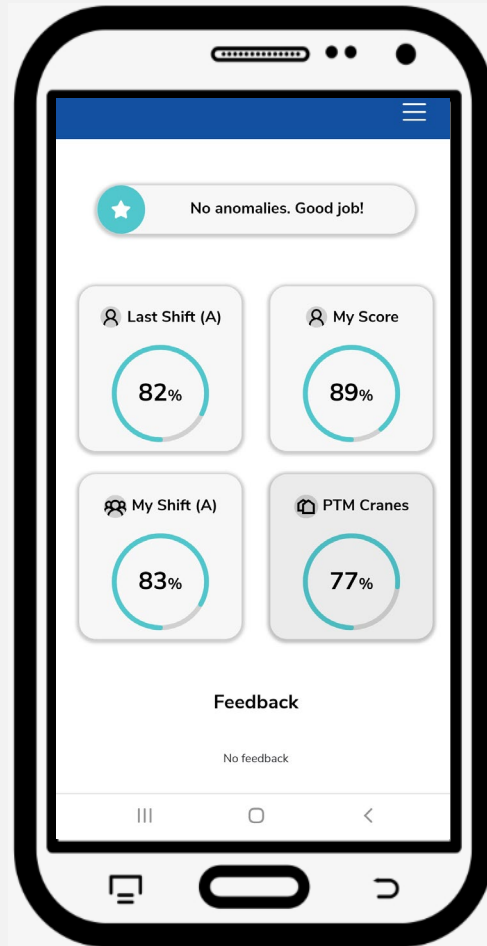 No anomalies. Good job!
Last Shift (A)
82%
My Score
89%
My Shift (A)
83%
PTM Cranes
77%
Feedback
No feedback